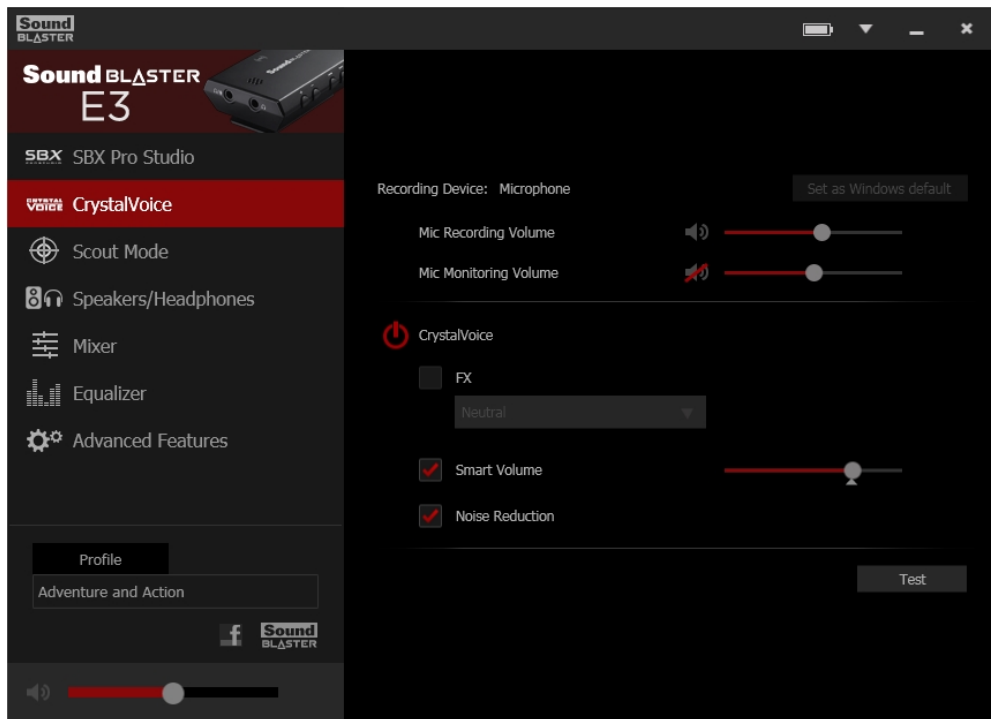 Sound
BLASTER
Sound BLASTER
E3
SBX SBX Pro Studio
CRYSTAL
VOICE CrystalVoice
Scout Mode
Speakers/Headphones
Mixer
Equalizer
Advanced Features
Profile
Adventure and Action
f Sound
BLASTER
Recording Device: Microphone Set as Windows default
Mic Recording Volume
Mic Monitoring Volume
CrystalVoice
FX
Neutral
Smart Volume
Noise Reduction
Test